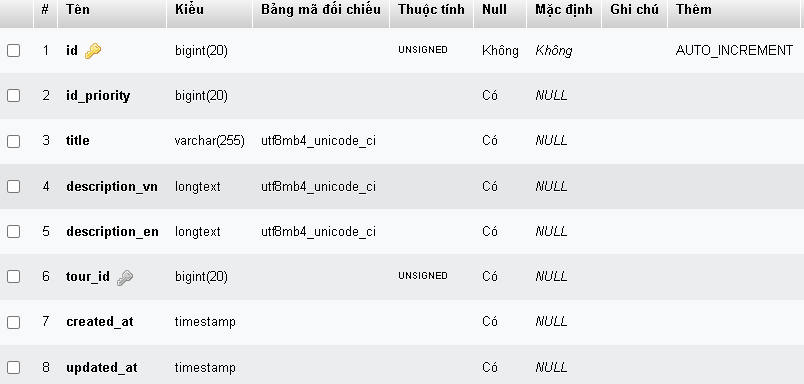 # Tên Kiểu Bảng mã đối chiếu Thuộc tính Null Mặc định Ghi chú Thêm
1 id bigint(20) UNSIGNED Không Không AUTO_INCREMENT
2 id_priority bigint(20) Có NULL
3 title varchar(255) utf8mb4_unicode_ci Có NULL
4 description_vn longtext utf8mb4_unicode_ci Có NULL
5 description_en longtext utf8mb4_unicode_ci Có NULL
6 tour_id bigint(20) UNSIGNED Có NULL
7 created_at timestamp Có NULL
8 updated_at timestamp Có NULL